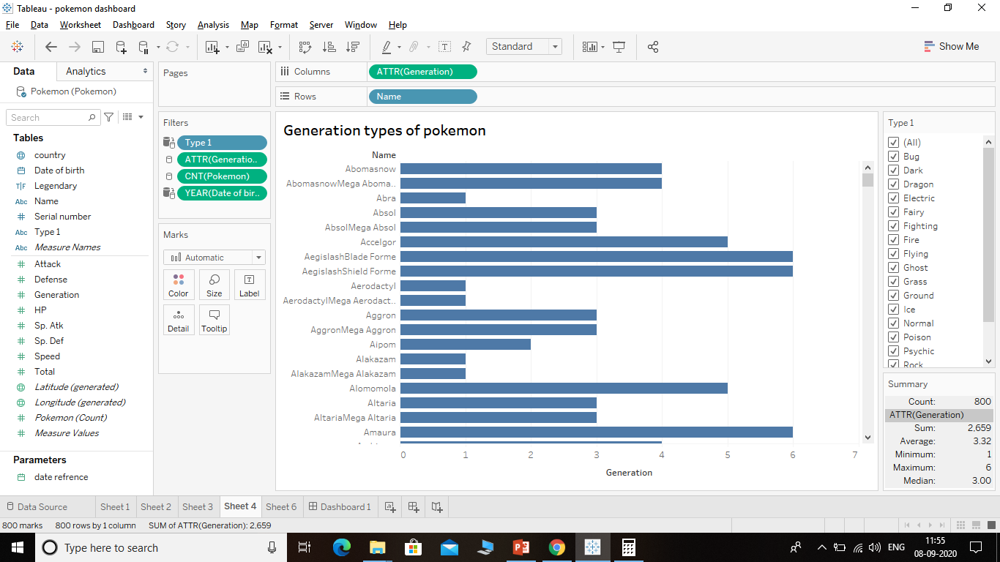 Tableau - pokemon dashboard
File Data Worksheet Dashboard Story Analysis Map Format Server Window Help
Standard
Show Me
Data Analytics
Pokemon (Pokemon)
Search
Tables
country
Date of birth
Legendary
Abc Name
Serial number
Abc Type 1
Abc Measure Names
Attack
Defense
Generation
HP
Sp. Atk
Sp. Def
Speed
Total
Latitude (generated)
Longitude (generated)
Pokemon (Count)
Measure Values
Parameters
date refrence
Pages
Filters
Type 1
ATTR(Generatio..
CNT(Pokemon)
YEAR(Date of bir..
Marks
Automatic
Color Size Label
Detail Tooltip
Columns ATTR(Generation)
Rows Name
Generation types of pokemon
Name
Abomasnow
AbomasnowMega Aboma..
Abra
Absol
AbsolMega Absol
Accelgor
AegislashBlade Forme
AegislashShield Forme
Aerodactyl
AerodactylMega Aerodact..
Aggron
AggronMega Aggron
Aipom
Alakazam
AlakazamMega Alakazam
Alomomola
Altaria
AltariaMega Altaria
Amaura
0 1 2 3 4 5 6 7
Generation
Type 1
(All)
Bug
Dark
Dragon
Electric
Fairy
Fighting
Fire
Flying
Ghost
Grass
Ground
Ice
Normal
Poison
Psychic
Rock
Summary
Count: 800
ATTR(Generation)
Sum: 2,659
Average: 3.32
Minimum: 1
Maximum: 6
Median: 3.00
Data Source Sheet 1 Sheet 2 Sheet 3 Sheet 4 Sheet 6 Dashboard 1
800 marks 800 rows by 1 column SUM of ATTR(Generation): 2,659
Type here to search
ENG
11:55
08-09-2020